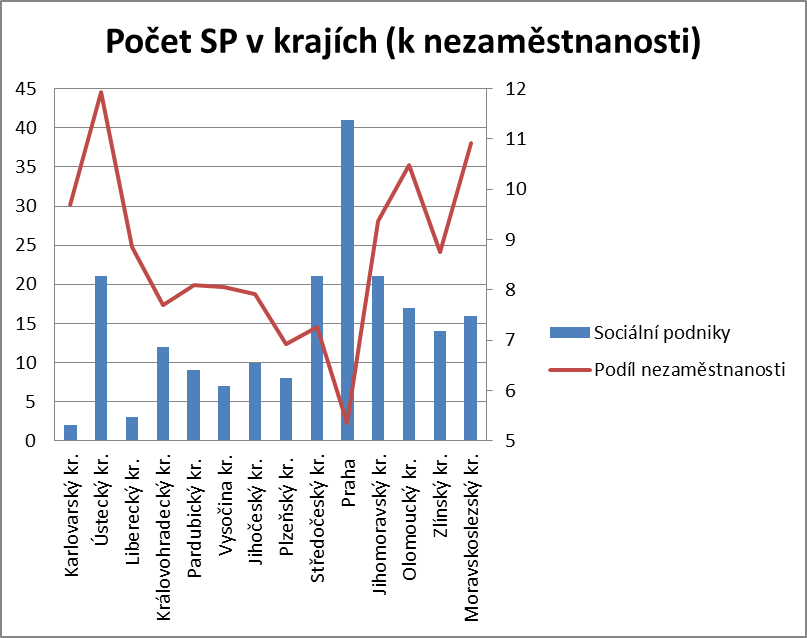 Počet SP v krajích (k nezaměstnanosti)
45
40
35
30
25
20
15
10
5
0
12
11
10
9
8
7
6
5
Karlovarský kr.
Ústecký kr.
Liberecký kr.
Královohradecký kr.
Pardubický kr.
Vysočina kr.
Jihočeský kr.
Plzeňský kr.
Středočeský kr.
Praha
Jihomoravský kr.
Olomoucký kr.
Zlínský kr.
Moravskoslezský kr.
Sociální podniky
Podíl nezaměstnanosti